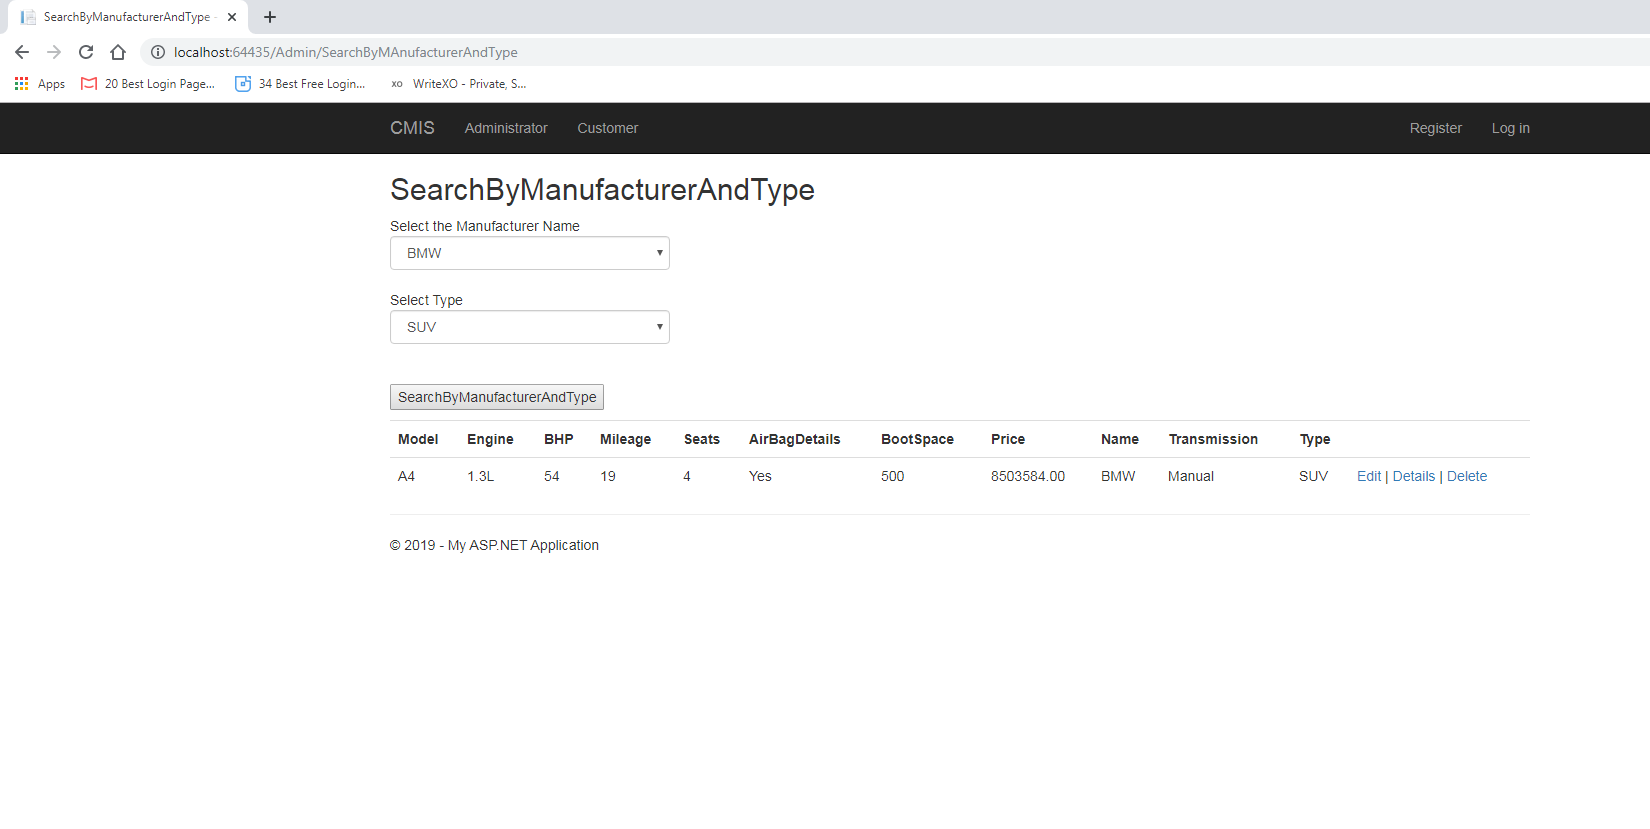 SearchByManufacturerAndType -
localhost:64435/Admin/SearchByMAnufacturerAndType
Apps 20 Best Login Page... 34 Best Free Login... XO WriteXO - Private, S...
CMIS Administrator Customer Register Log in
SearchByManufacturerAndType
Select the Manufacturer Name
BMW
Select Type
SUV
SearchByManufacturerAndType
Model Engine BHP Mileage Seats AirBagDetails BootSpace Price Name Transmission Type
A4 1.3L 54 19 4 Yes 500 8503584.00 BMW Manual SUV Edit | Details | Delete
© 2019 - My ASP.NET Application